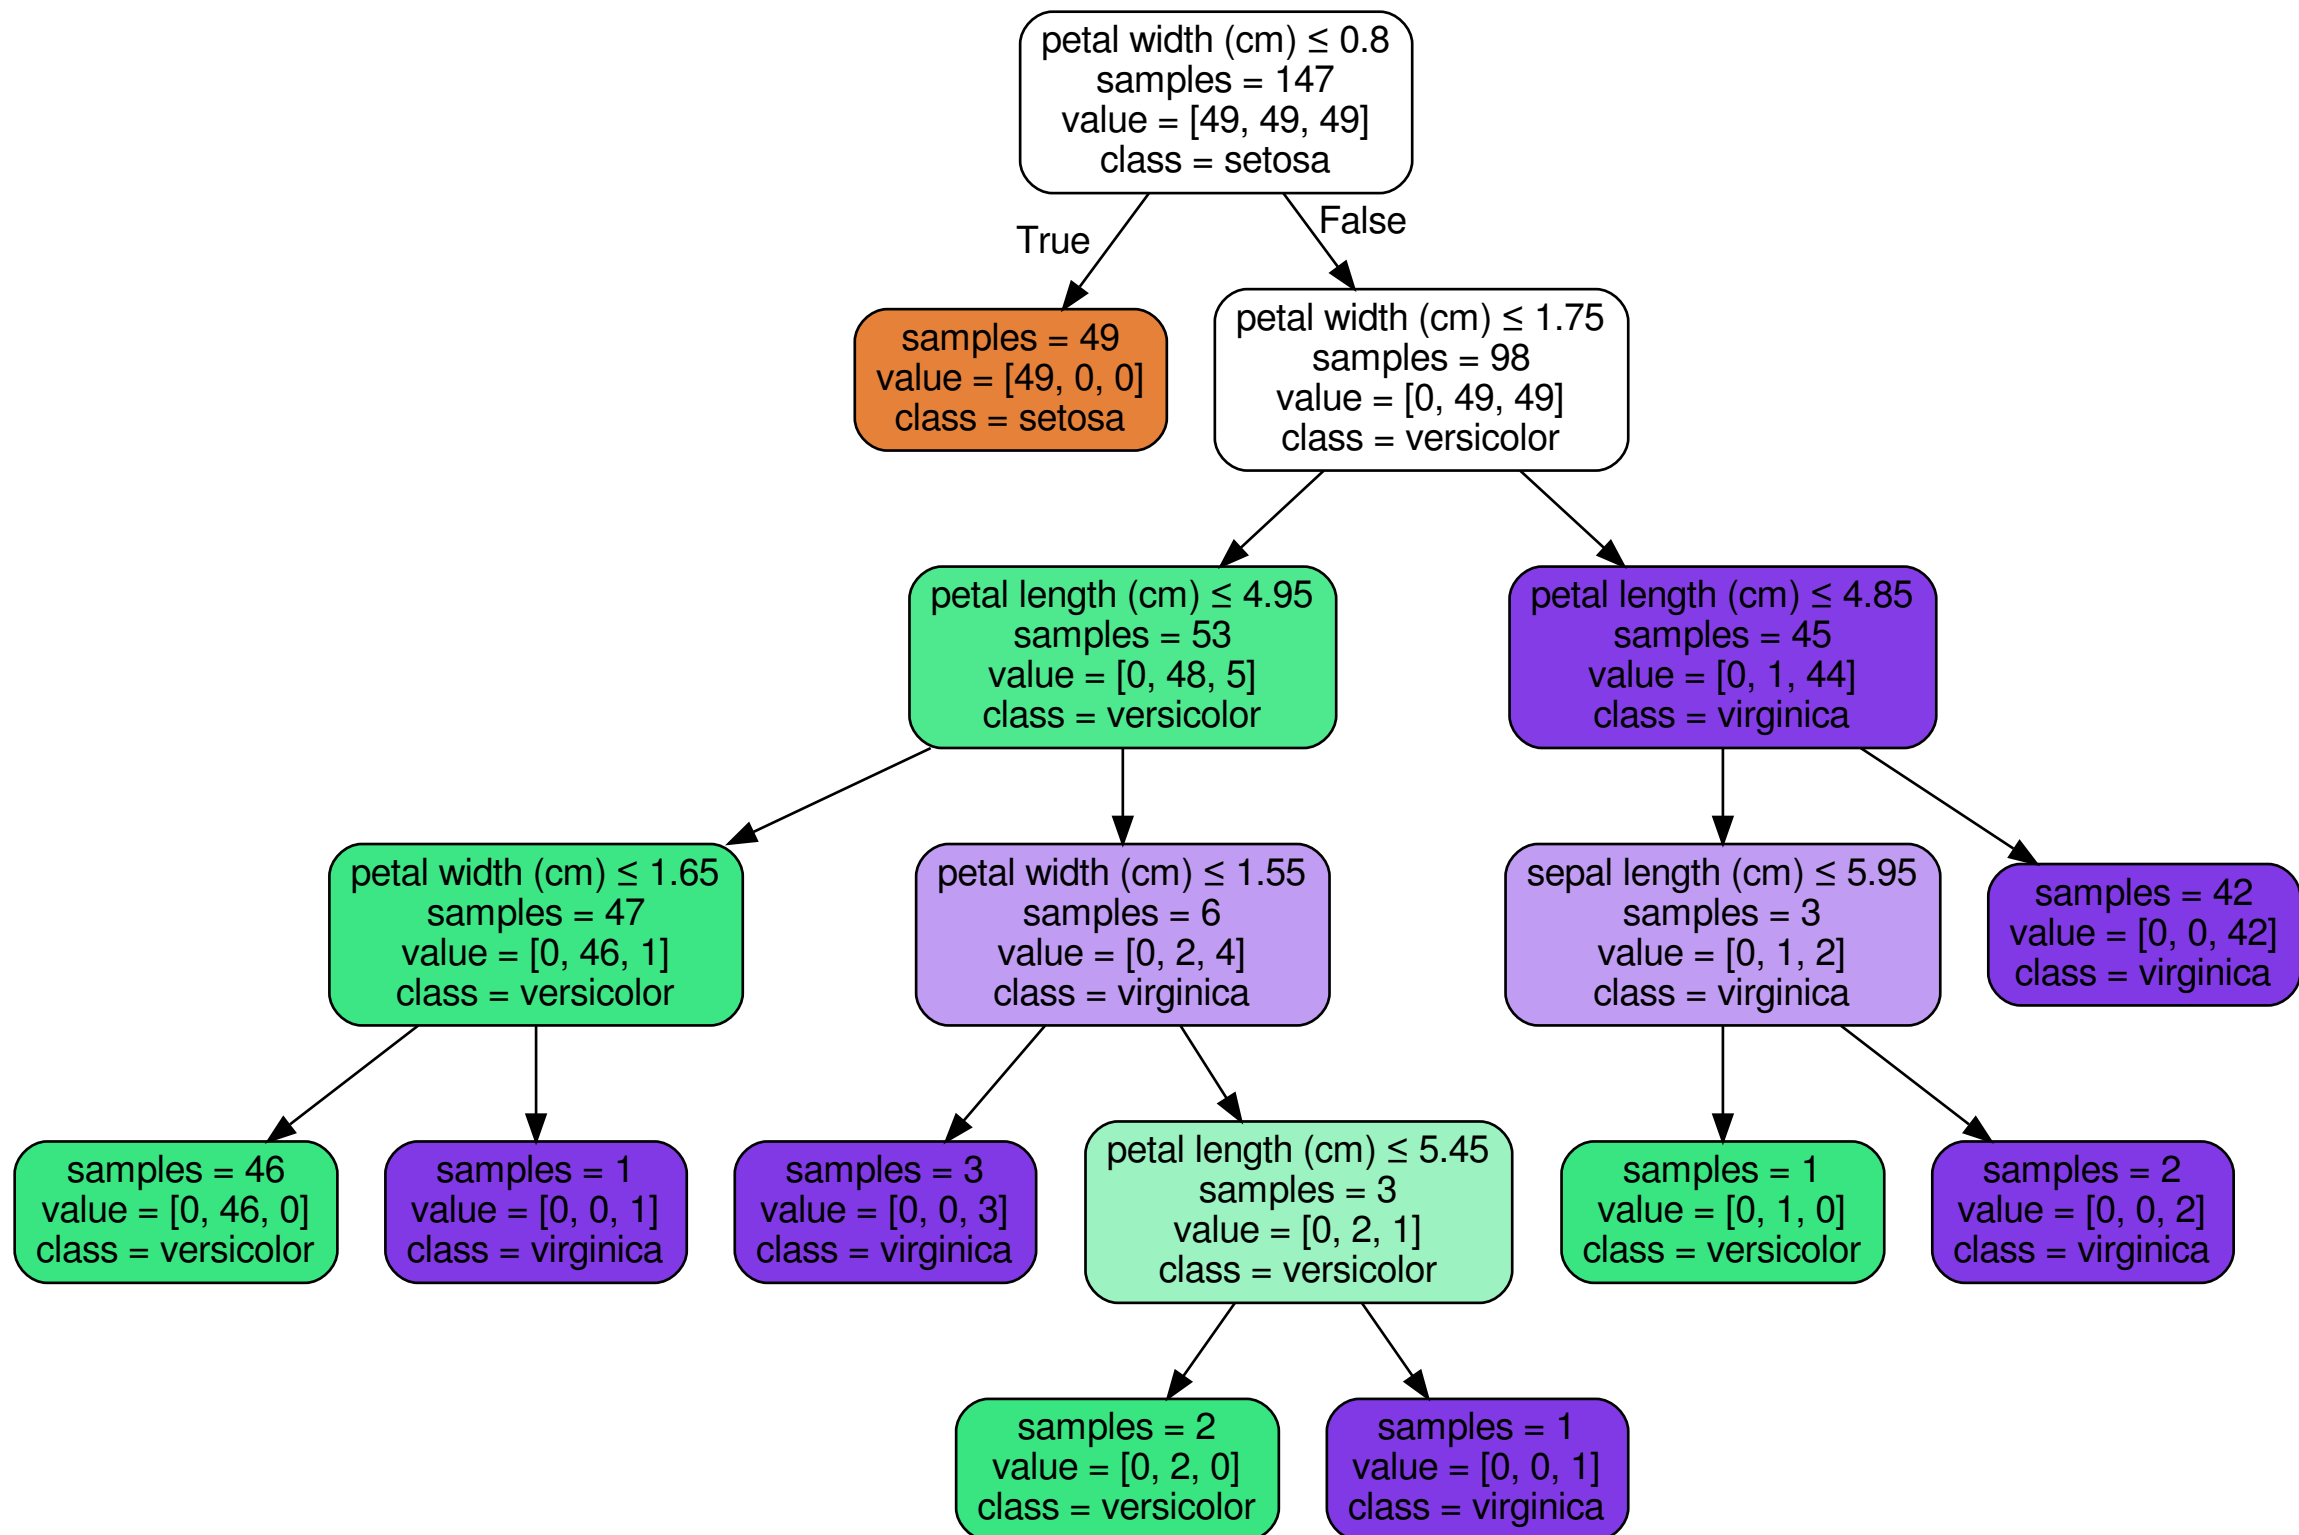 petal width (cm) ≤ 0.8
samples = 147
value = [49, 49, 49]
class = setosa
True
False
samples = 49
value = [49, 0, 0]
class = setosa
petal width (cm) ≤ 1.75
samples = 98
value = [0, 49, 49]
class = versicolor
petal length (cm) ≤ 4.95
samples = 53
value = [0, 48, 5]
class = versicolor
petal length (cm) ≤ 4.85
samples = 45
value = [0, 1, 44]
class = virginica
petal width (cm) ≤ 1.65
samples = 47
value = [0, 46, 1]
class = versicolor
petal width (cm) ≤ 1.55
samples = 6
value = [0, 2, 4]
class = virginica
sepal length (cm) ≤ 5.95
samples = 3
value = [0, 1, 2]
class = virginica
samples = 42
value = [0, 0, 42]
class = virginica
samples = 46
value = [0, 46, 0]
class = versicolor
samples = 1
value = [0, 0, 1]
class = virginica
samples = 3
value = [0, 0, 3]
class = virginica
petal length (cm) ≤ 5.45
samples = 3
value = [0, 2, 1]
class = versicolor
samples = 1
value = [0, 1, 0]
class = versicolor
samples = 2
value = [0, 0, 2]
class = virginica
samples = 2
value = [0, 2, 0]
class = versicolor
samples = 1
value = [0, 0, 1]
class = virginica